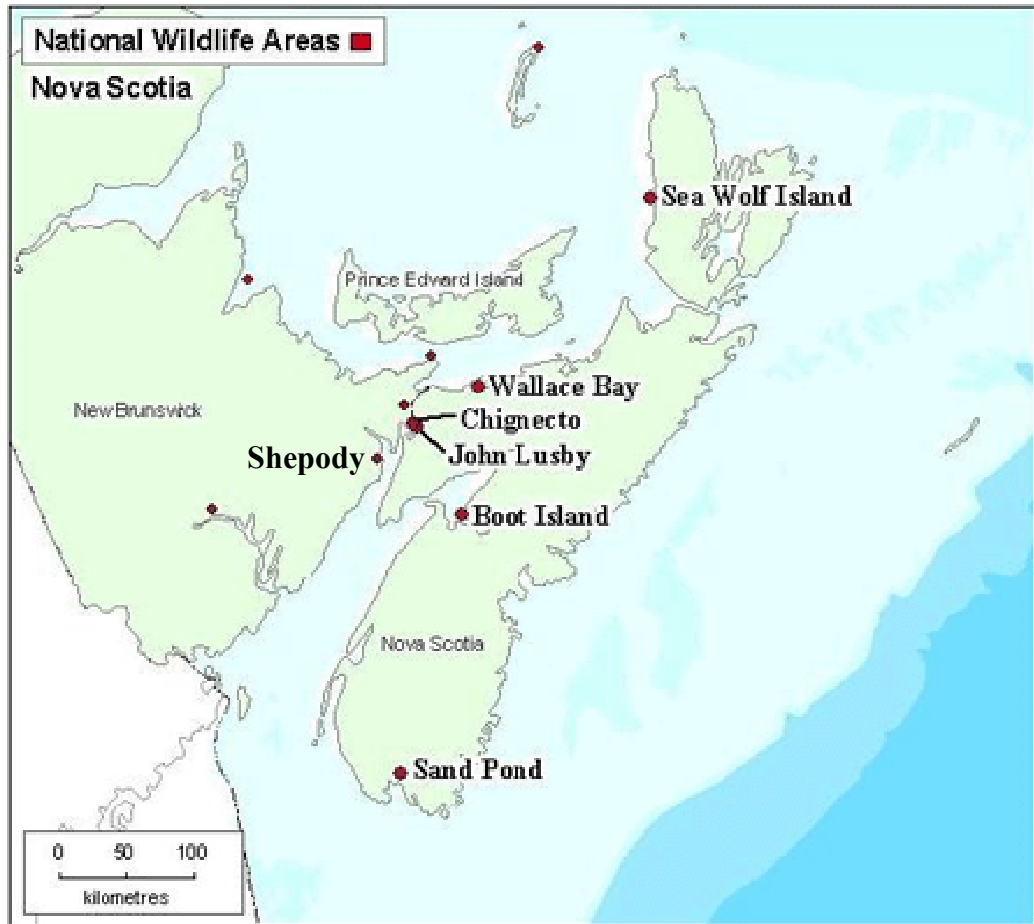 National Wildlife Areas
Nova Scotia
Sea Wolf Island
Prince Edward Island
Wallace Bay
New Brunswick
Chignecto
Shepody
John Lusby
Boot Island
Nova Scotia
Sand Pond
0 50 100
kilometres